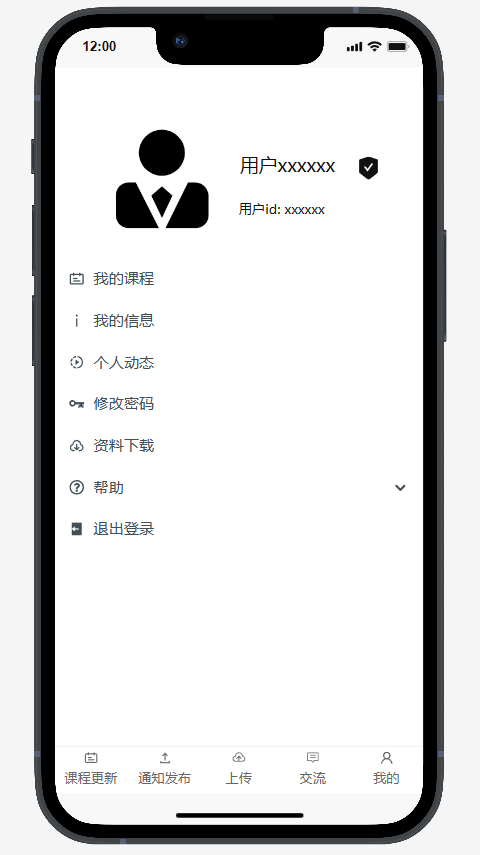 12:00
用户xxxxxx
用户id: xxxxxx
我的课程
我的信息
个人动态
修改密码
资料下载
帮助
退出登录
课程更新 通知发布 上传 交流 我的